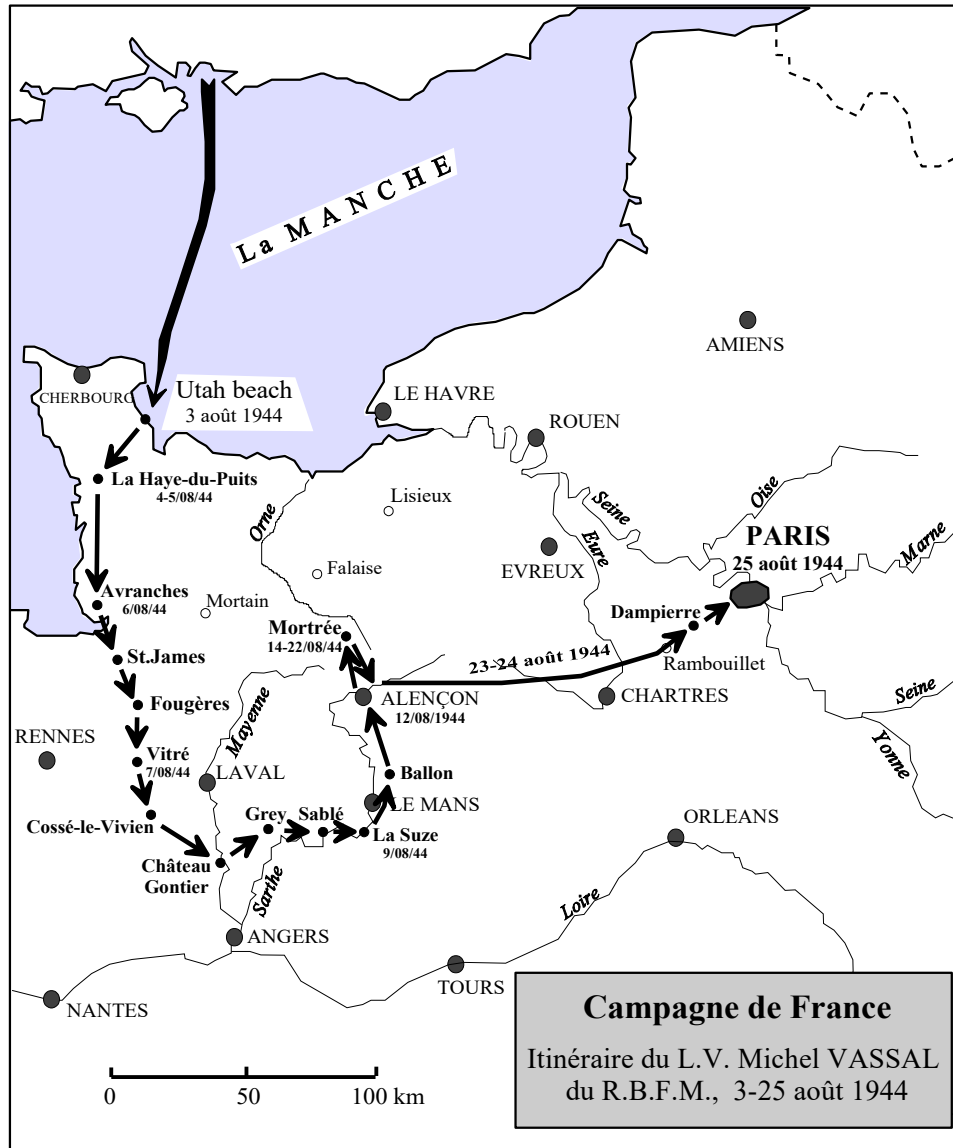 La MANCHE
AMIENS
CHERBOURG
Utah beach
3 août 1944
LE HAVRE
ROUEN
La Haye-du-Puits
4-5/08/44
Orne
Lisieux
Seine
Oise
PARIS
25 août 1944
Marne
Eure
EVREUX
Falaise
Avranches
6/08/44
Mortain
Dampierre
Mortrée
14-22/08/44
23-24 août 1944
Rambouillet
St.James
ALENÇON
12/08/1944
CHARTRES
Seine
Fougères
Mayenne
Yonne
RENNES
Vitré
7/08/44
LAVAL
Ballon
LE MANS
Cossé-le-Vivien
Grey
Sablé
La Suze
9/08/44
ORLEANS
Château
Gontier
Sarthe
Loire
ANGERS
TOURS
NANTES
0
50
100 km
Campagne de France
Itinéraire du L.V. Michel VASSAL
du R.B.F.M., 3-25 août 1944